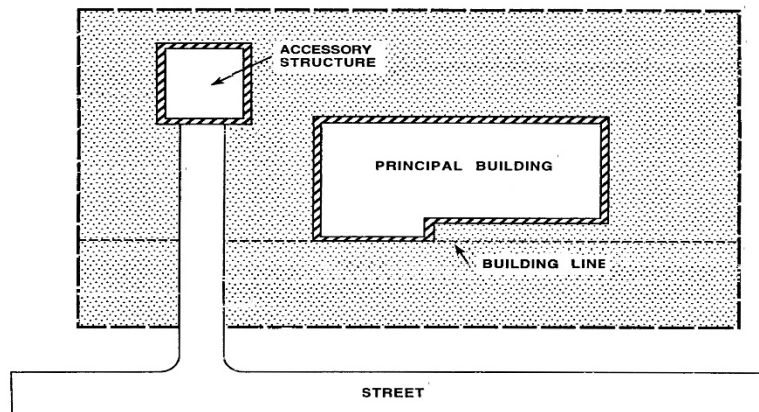 ACCESSORY
STRUCTURE
PRINCIPAL BUILDING
BUILDING LINE
STREET